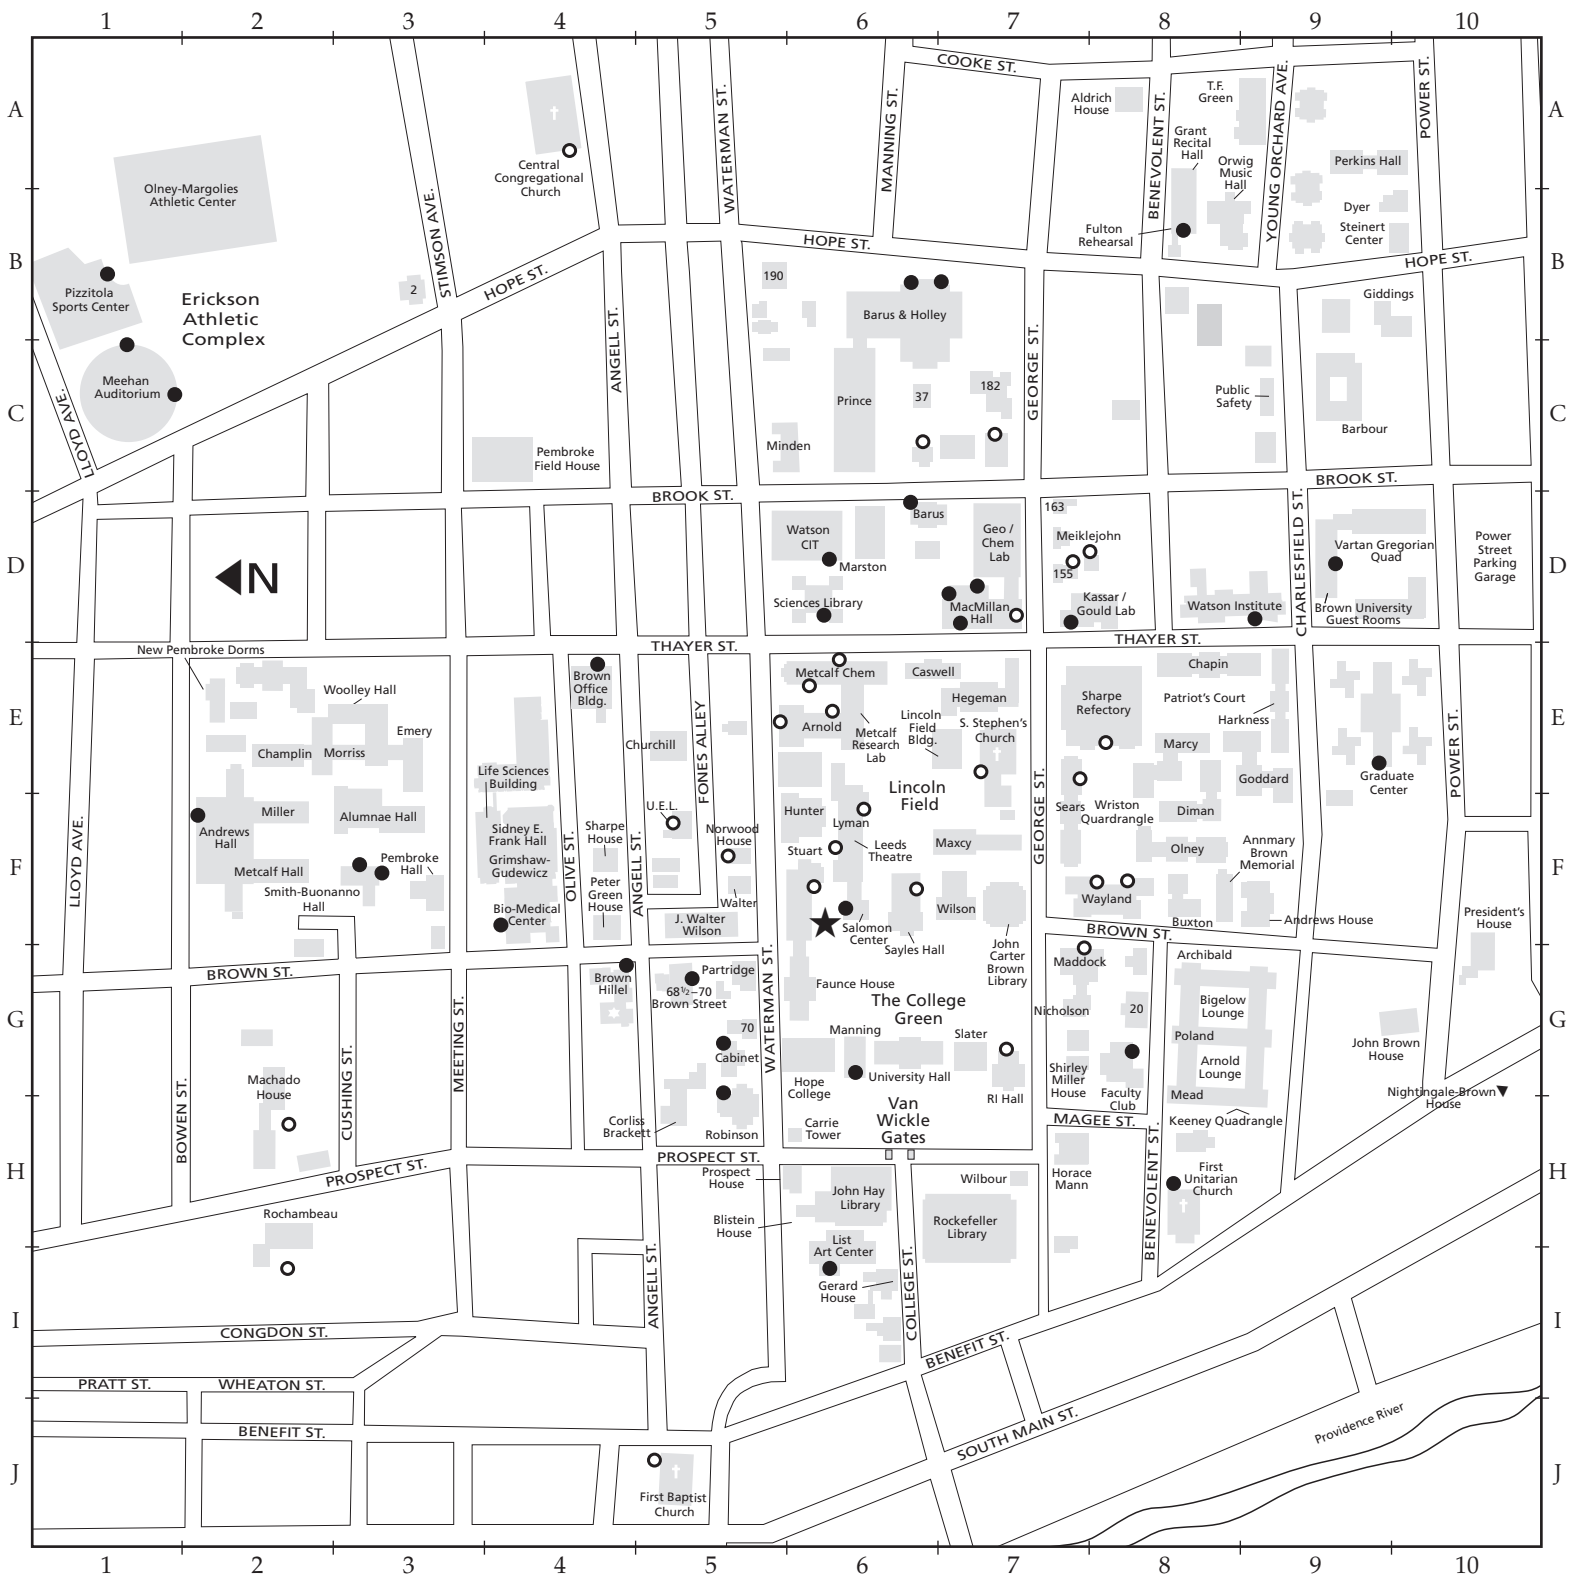 1 2 3 4 5 6 7 8 9 10
A
A
COOKE ST.
Aldrich
House
T.F.
Green
BENEVOLENT ST.
YOUNG ORCHARD AVE.
POWER ST.
WATERMAN ST.
MANNING ST.
Grant
Recital
Hall
Orwig
Music
Hall
Perkins Hall
Central
Congregational
Church
Olney-Margolies
Athletic Center
Dyer
Steinert
Center
Fulton
Rehearsal
STIMSON AVE.
HOPE ST.
HOPE ST.
HOPE ST.
B
B
190
2
Pizzitola
Sports Center
Erickson
Athletic
Complex
Barus & Holley
Giddings
ANGELL ST.
GEORGE ST.
Meehan
Auditorium
LLOYD AVE.
C
C
Prince
37
182
Public
Safety
Barbour
Minden
Pembroke
Field House
BROOK ST.
BROOK ST.
163
Barus
Watson
CIT
Geo /
Chem
Lab
Meiklejohn
155
Marston
CHARLESFIELD ST.
Vartan Gregorian
Quad
Power
Street
Parking
Garage
D
D
N
Sciences Library
MacMillan
Hall
Kassar /
Gould Lab
Watson Institute
Brown University
Guest Rooms
THAYER ST.
THAYER ST.
New Pembroke Dorms
Brown
Office
Bldg.
Metcalf Chem
Caswell
Chapin
Woolley Hall
Hegeman
Sharpe
Refectory
Patriot's Court
Harkness
E
E
Emery
Arnold
Metcalf
Research
Lab
Lincoln
Field
Bldg.
S. Stephen's
Church
Champlin
Morriss
Churchill
FONES ALLEY
Marcy
POWER ST.
Life Sciences
Building
Lincoln
Field
GEORGE ST.
Goddard
Graduate
Center
Miller
Alumnae Hall
U.E.L.
Hunter
Lyman
Sears
Wriston
Quadrangle
Diman
Andrews
Hall
Sidney E.
Frank Hall
Sharpe
House
Norwood
House
Stuart
Leeds
Theatre
Maxcy
Olney
Annmary
Brown
Memorial
LLOYD AVE.
Metcalf Hall
Pembroke
Hall
Grimshaw-
Gudewicz
OLIVE ST.
ANGELL ST.
F
F
Smith-Buonanno
Hall
Peter
Green
House
Walter
Wayland
Bio-Medical
Center
J. Walter
Wilson
Salomon
Center
Wilson
Sayles Hall
Buxton
Andrews House
President's
House
John
Carter
Brown
Library
BROWN ST.
BROWN ST.
Maddock
Archibald
Brown
Hillel
Partridge
68½–70
Brown Street
WATERMAN ST.
Faunce House
The College
Green
Nicholson
20
Bigelow
Lounge
G
G
MEETING ST.
70
Cabinet
Manning
Slater
Poland
John Brown
House
CUSHING ST.
Machado
House
Hope
College
University Hall
RI Hall
Shirley
Miller
House
Faculty
Club
Arnold
Lounge
Mead
Nightingale-Brown
House
BOWEN ST.
Corliss
Brackett
Robinson
Carrie
Tower
Van
Wickle
Gates
MAGEE ST.
Keeney Quadrangle
PROSPECT ST.
PROSPECT ST.
H
H
Prospect
House
John Hay
Library
Wilbour
Horace
Mann
BENEVOLENT ST.
First
Unitarian
Church
Rochambeau
Blistein
House
List
Art Center
Rockefeller
Library
ANGELL ST.
Gerard
House
COLLEGE ST.
I
I
CONGDON ST.
BENEFIT ST.
PRATT ST.
WHEATON ST.
BENEFIT ST.
SOUTH MAIN ST.
Providence River
J
J
First Baptist
Church
1 2 3 4 5 6 7 8 9 10